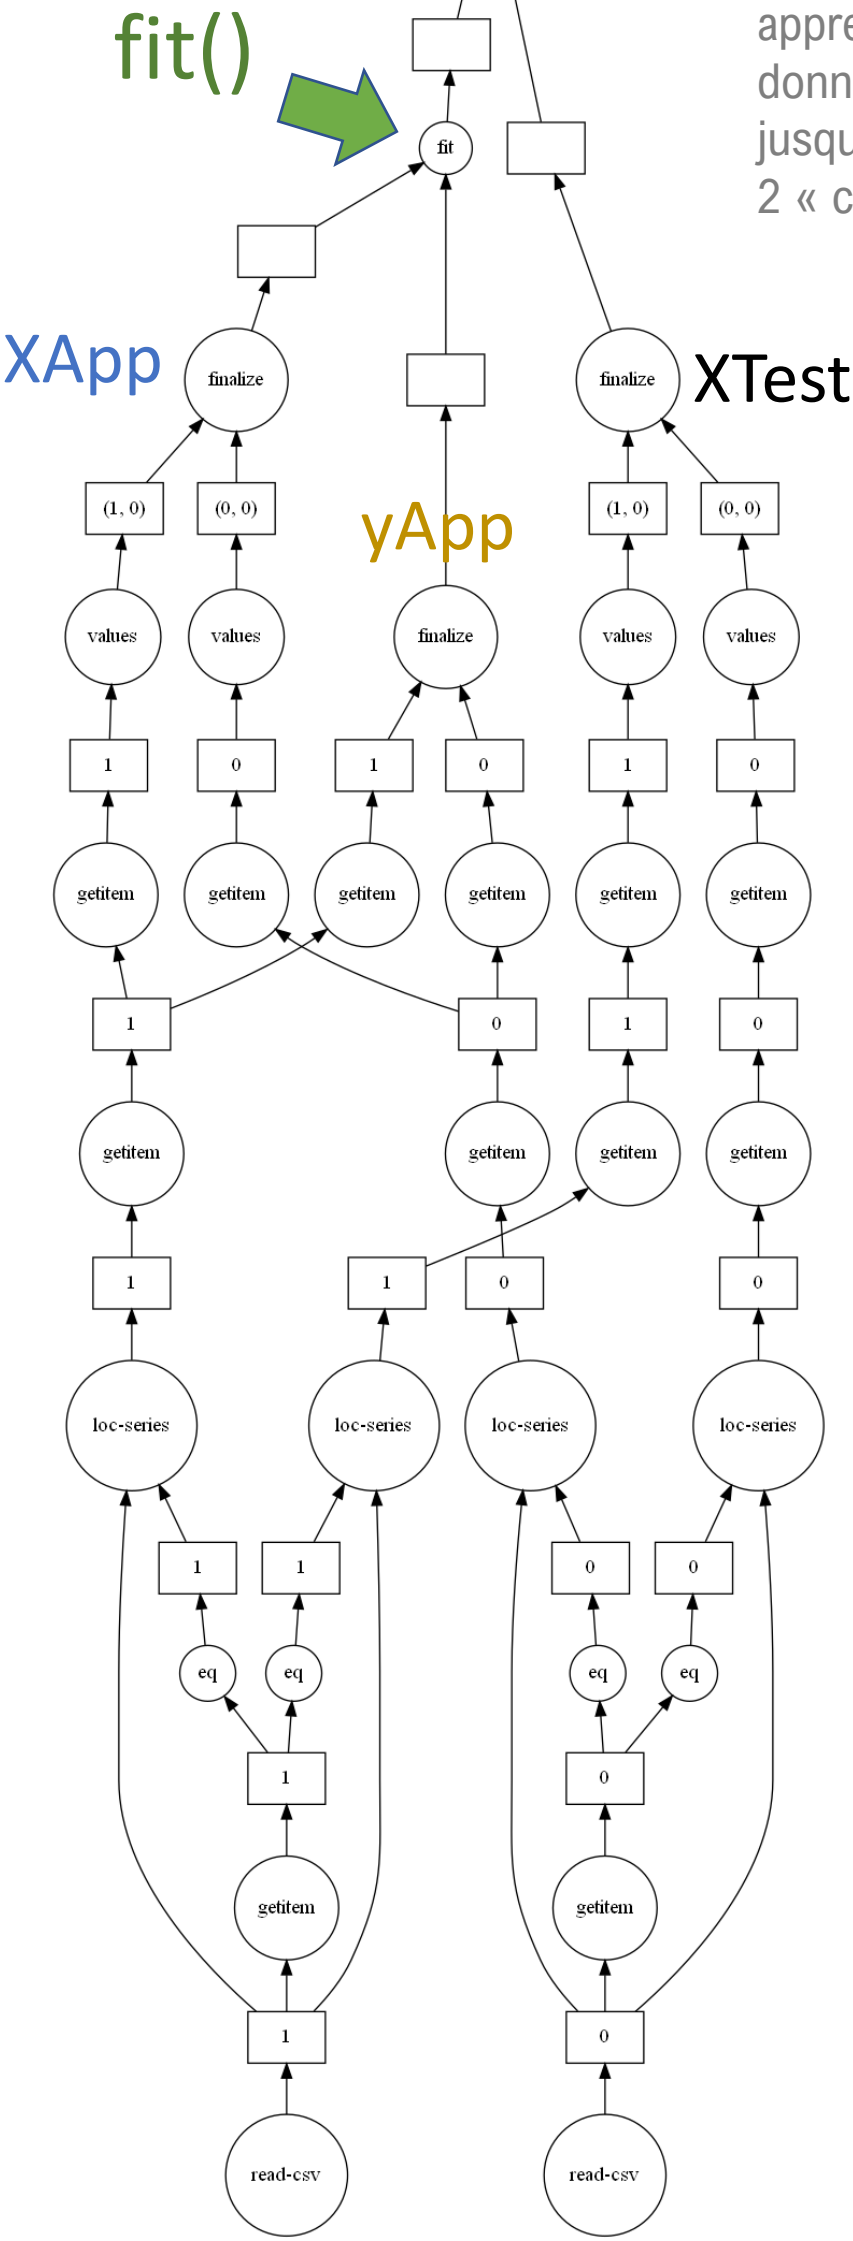 fit()
appre
donn
jusqu
2 « c
fit
XApp
finalize
finalize
XTest
(1, 0)
(0, 0)
yApp
(1, 0)
(0, 0)
values
values
finalize
values
values
1
0
1
0
1
0
getitem
getitem
getitem
getitem
getitem
getitem
1
0
1
0
getitem
getitem
getitem
getitem
1
1
0
0
loc-series
loc-series
loc-series
loc-series
1
1
0
0
eq
eq
eq
eq
1
0
getitem
getitem
1
0
read-csv
read-csv